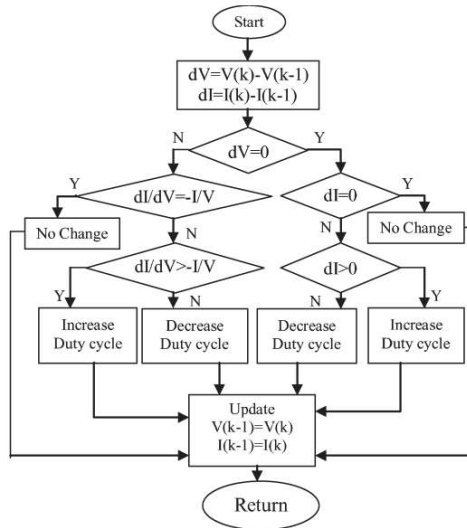 Start
dV=V(k)-V(k-1)
dI=I(k)-I(k-1)
N
Y
dV=0
Y
dI/dV=-I/V
dI=0
Y
No Change
N
N
No Change
dI/dV>-I/V
dI>0
Y
N
N
Y
Increase
Duty cycle
Decrease
Duty cycle
Decrease
Duty cycle
Increase
Duty cycle
Update
V(k-1)=V(k)
I(k-1)=I(k)
Return